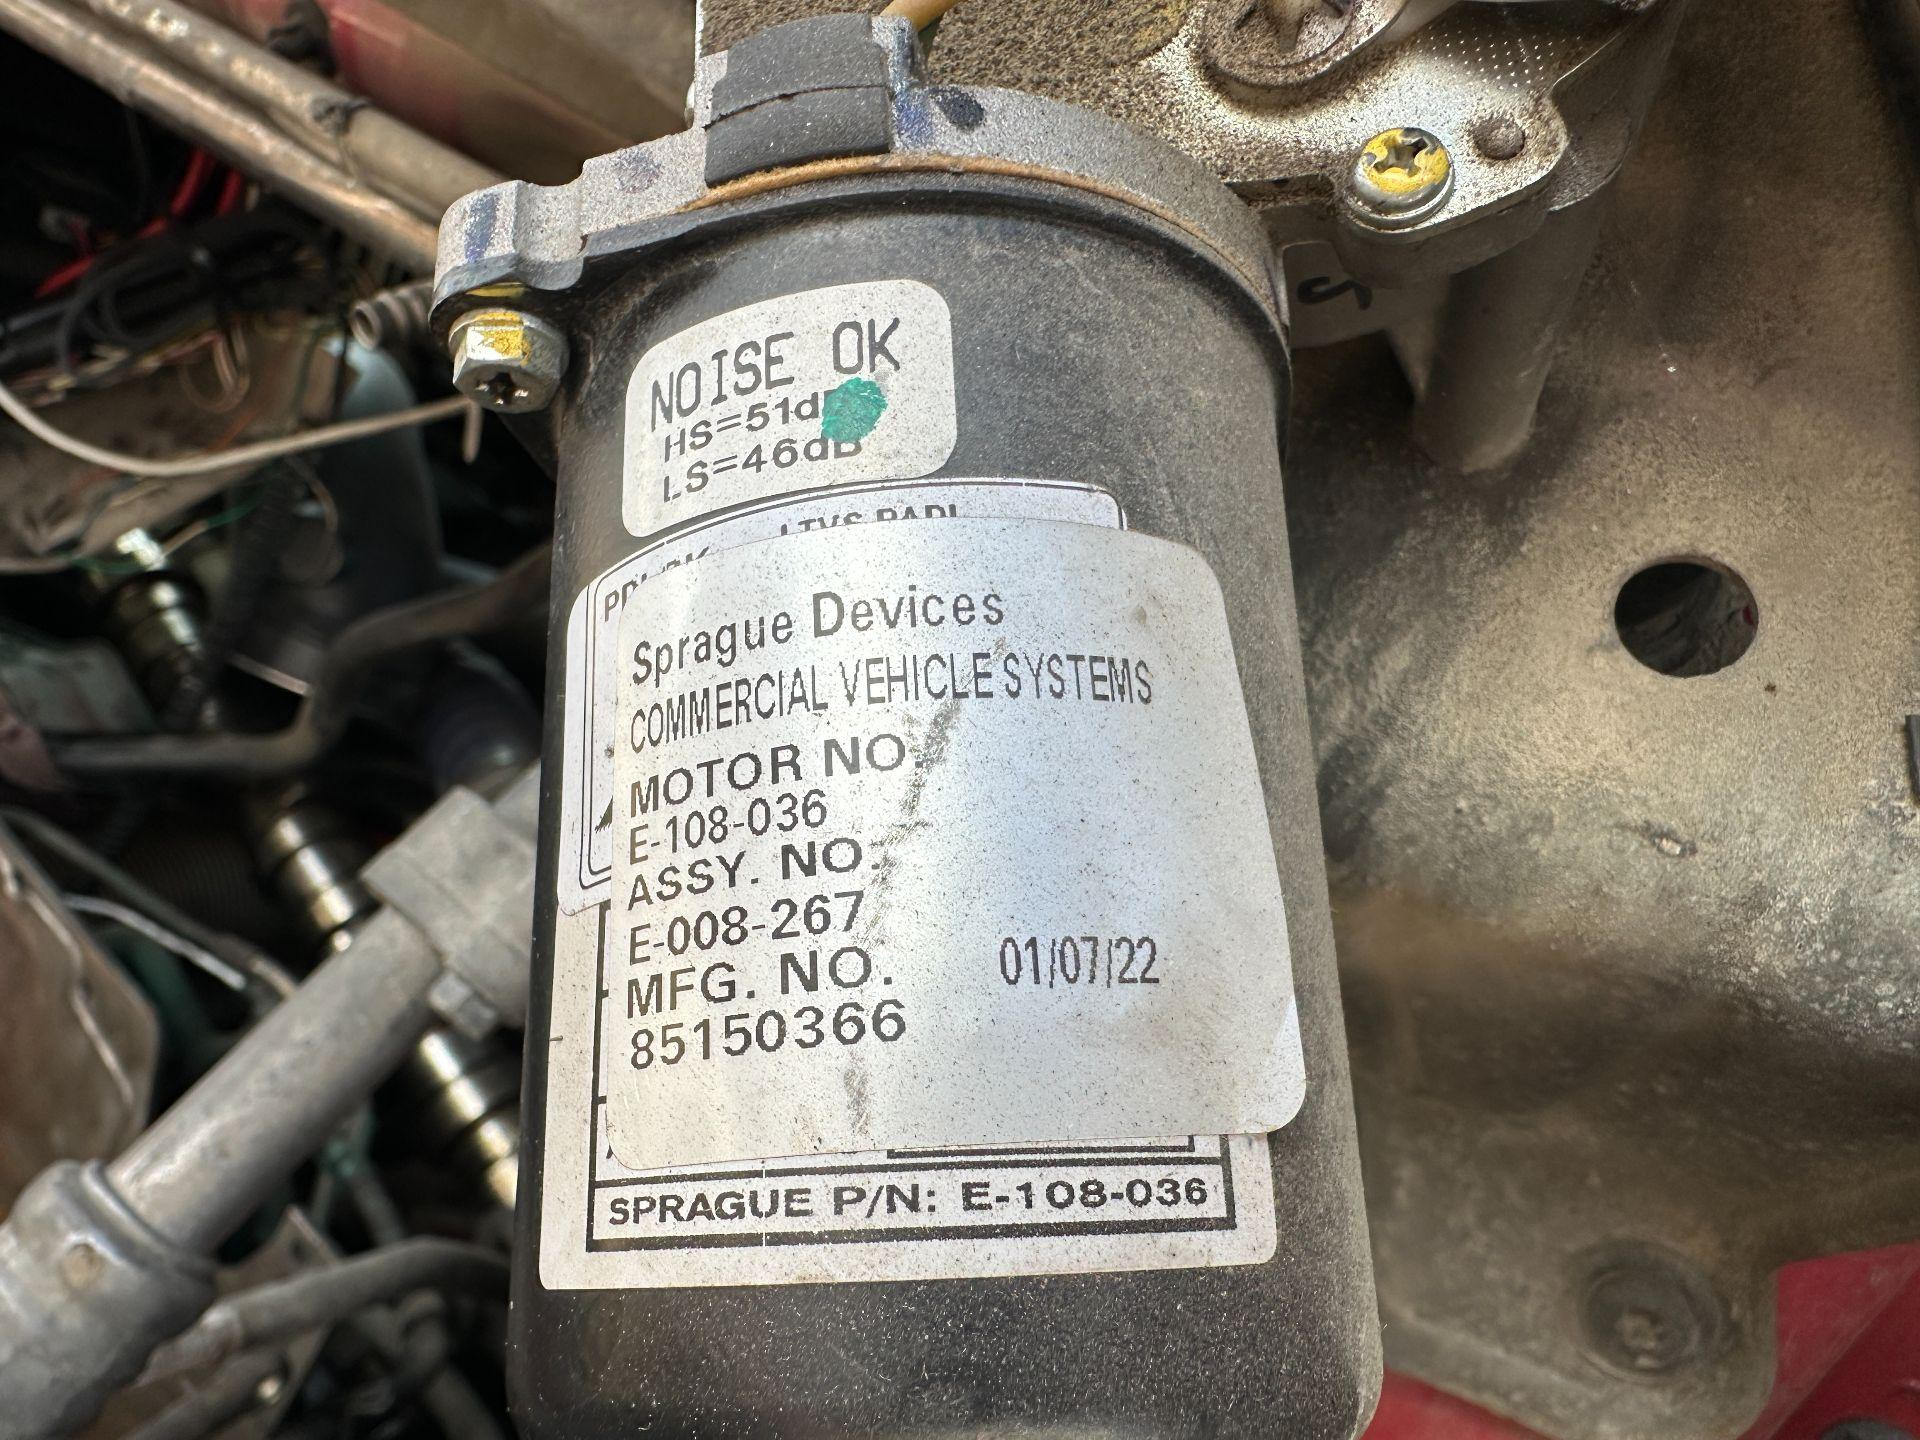 NOISE OK
HS=51d
LS=46dB
Sprague Devices
COMMERCIAL VEHICLE SYSTEMS
MOTOR NO.
E-108-036
ASSY. NO.
E-008-267
MFG. NO. 01/07/22
85150366
SPRAGUE P/N: E-108-036